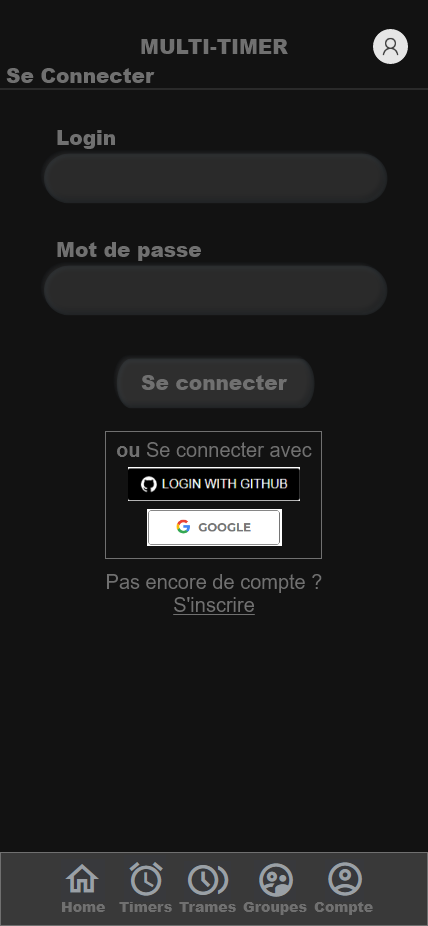 MULTI-TIMER
Se Connecter
Login
Mot de passe
Se connecter
ou Se connecter avec
LOGIN WITH GITHUB
GOOGLE
Pas encore de compte ?
S'inscrire
Home Timers Trames Groupes Compte